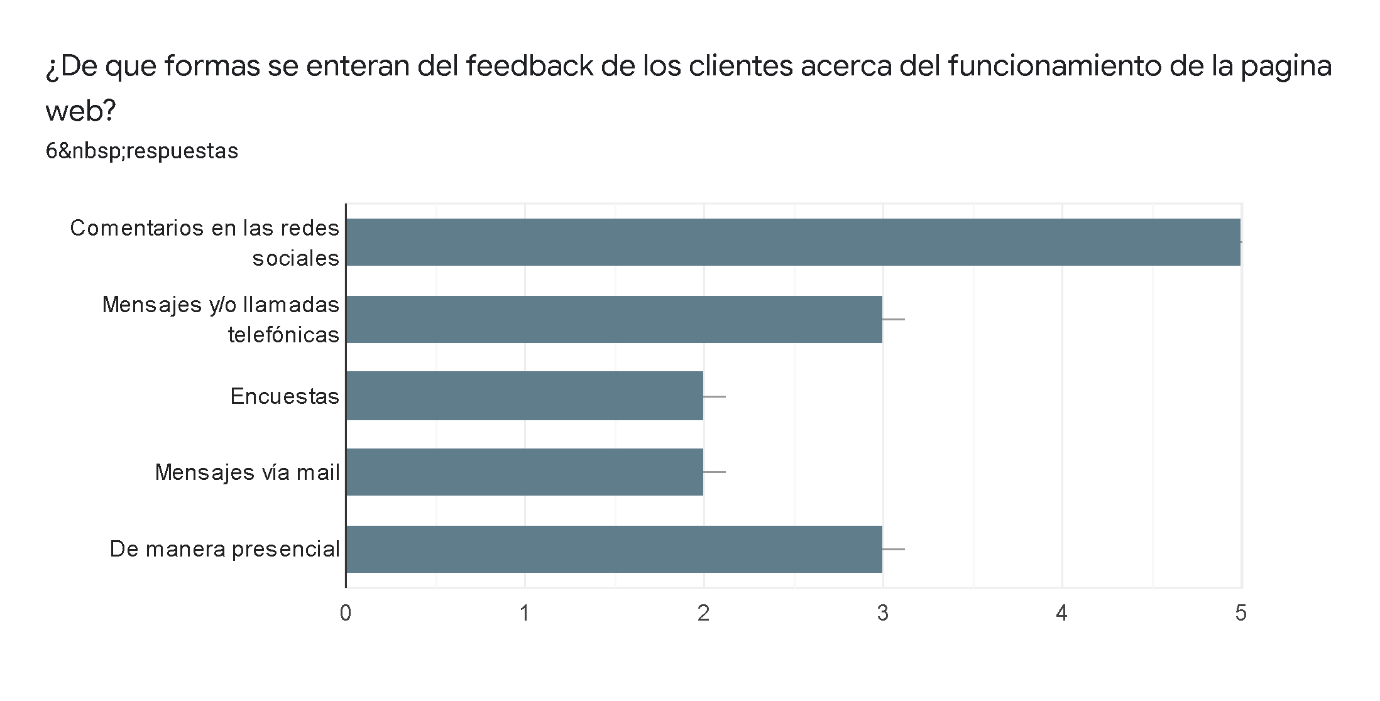 ¿De que formas se enteran del feedback de los clientes acerca del funcionamiento de la pagina
web?
6&nbsp;respuestas
Comentarios en las redes
sociales
Mensajes y/o llamadas
telefónicas
Encuestas
Mensajes vía mail
De manera presencial
0 1 2 3 4 5